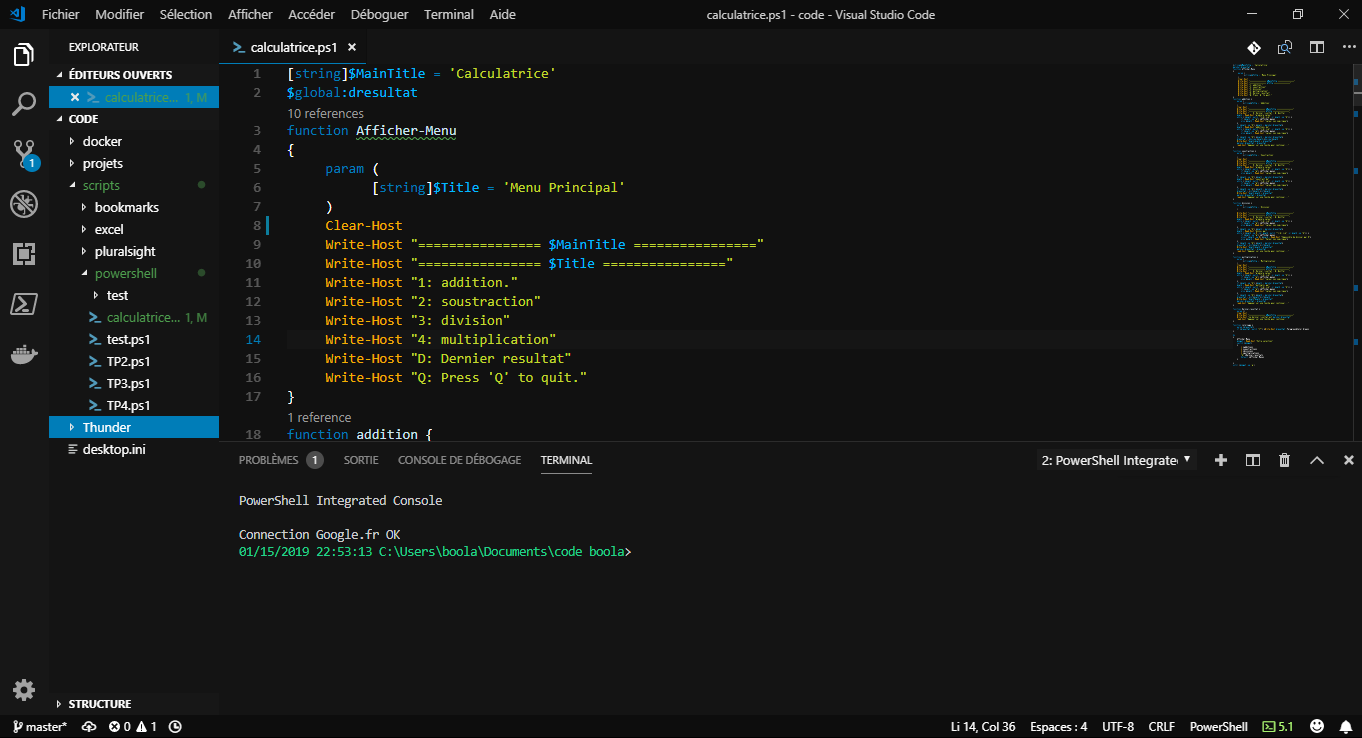 Fichier Modifier Sélection Afficher Accéder Déboguer Terminal Aide calculatrice.ps1 - code - Visual Studio Code
EXPLORATEUR
ÉDITEURS OUVERTS
calculatrice... 1, M
CODE
docker
projets
scripts
bookmarks
excel
pluralsight
powershell
test
calculatrice... 1, M
test.ps1
TP2.ps1
TP3.ps1
TP4.ps1
Thunder
desktop.ini
STRUCTURE
1
calculatrice.ps1
1 [string]$MainTitle = 'Calculatrice'
2 $global:dresultat
10 references
3 function Afficher-Menu
4 {
5 param (
6 [string]$Title = 'Menu Principal'
7 )
8 Clear-Host
9 Write-Host "================ $MainTitle ================"
10 Write-Host "================ $Title ================"
11 Write-Host "1: addition."
12 Write-Host "2: soustraction"
13 Write-Host "3: division"
14 Write-Host "4: multiplication"
15 Write-Host "D: Dernier resultat"
16 Write-Host "Q: Press 'Q' to quit."
17 }
1 reference
18 function addition {
PROBLÈMES 1 SORTIE CONSOLE DE DÉBOGAGE TERMINAL 2: PowerShell Integrate
PowerShell Integrated Console
Connection Google.fr OK
01/15/2019 22:53:13 C:\Users\boola\Documents\code boola>
master* 0 1 Li 14, Col 36 Espaces : 4 UTF-8 CRLF PowerShell 5.1